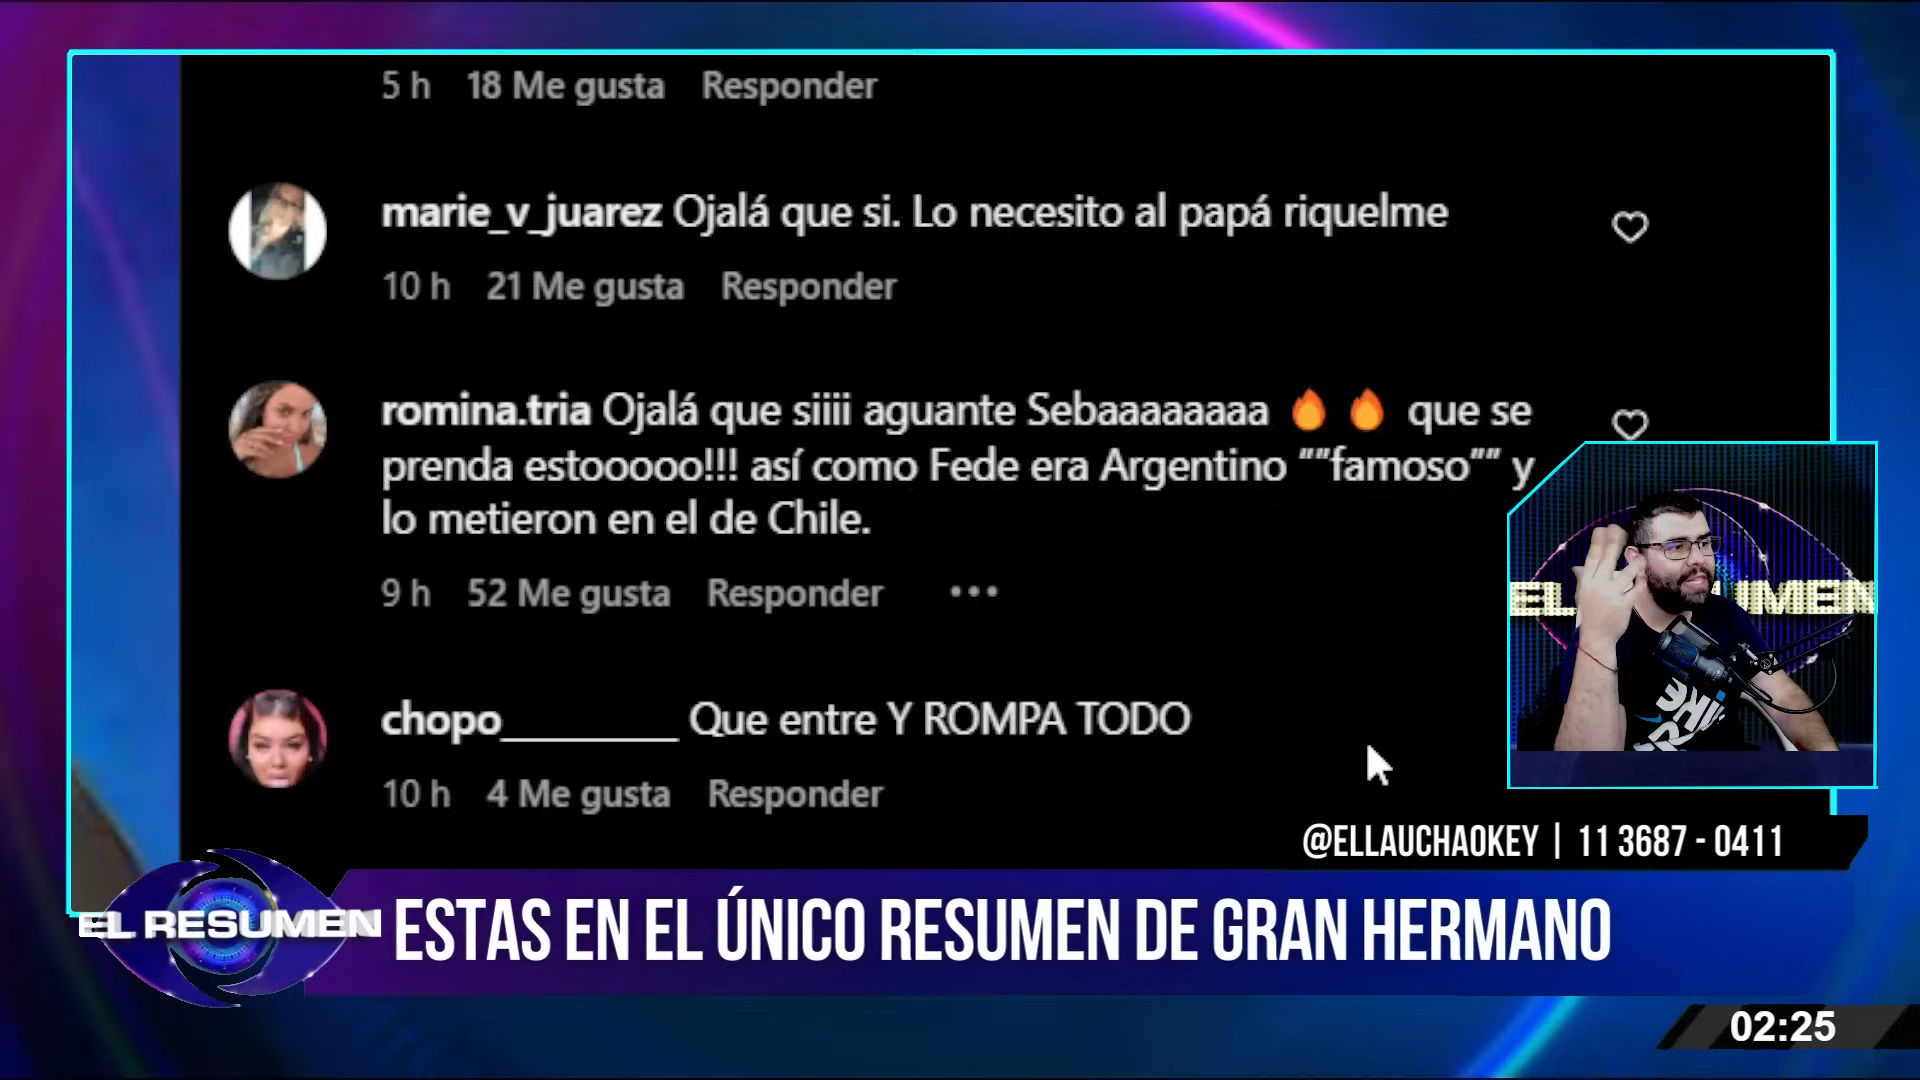 5 h 18 Me gusta Responder
marie_v_juarez Ojalá que si. Lo necesito al papá riquelme
10 h 21 Me gusta Responder
romina.tria Ojalá que siiii aguante Sebaaaaaaaa 🔥 🔥 que se
prenda estooooo!!! así como Fede era Argentino ””famoso”” y
lo metieron en el de Chile.
9 h 52 Me gusta Responder ...
chopo_________ Que entre Y ROMPA TODO
10 h 4 Me gusta Responder
@ELLAUCHAOKEY | 11 3687 - 0411
EL RESUMEN
ESTAS EN EL ÚNICO RESUMEN DE GRAN HERMANO
02:25